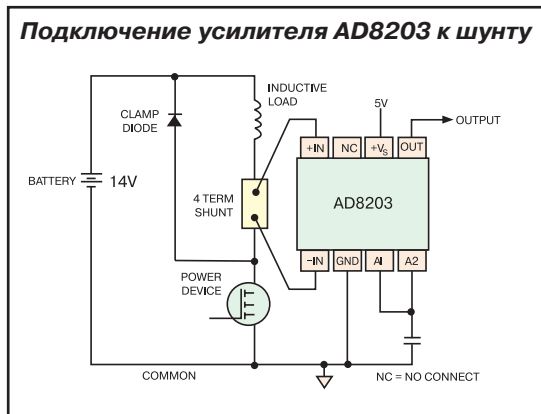 Подключение усилителя AD8203 к шунту
INDUCTIVE
LOAD
CLAMP
DIODE
5V
OUTPUT
+IN
NC
+VS
OUT
BATTERY
14V
4 TERM
SHUNT
AD8203
-IN
GND
A1
A2
POWER
DEVICE
COMMON
NC = NO CONNECT